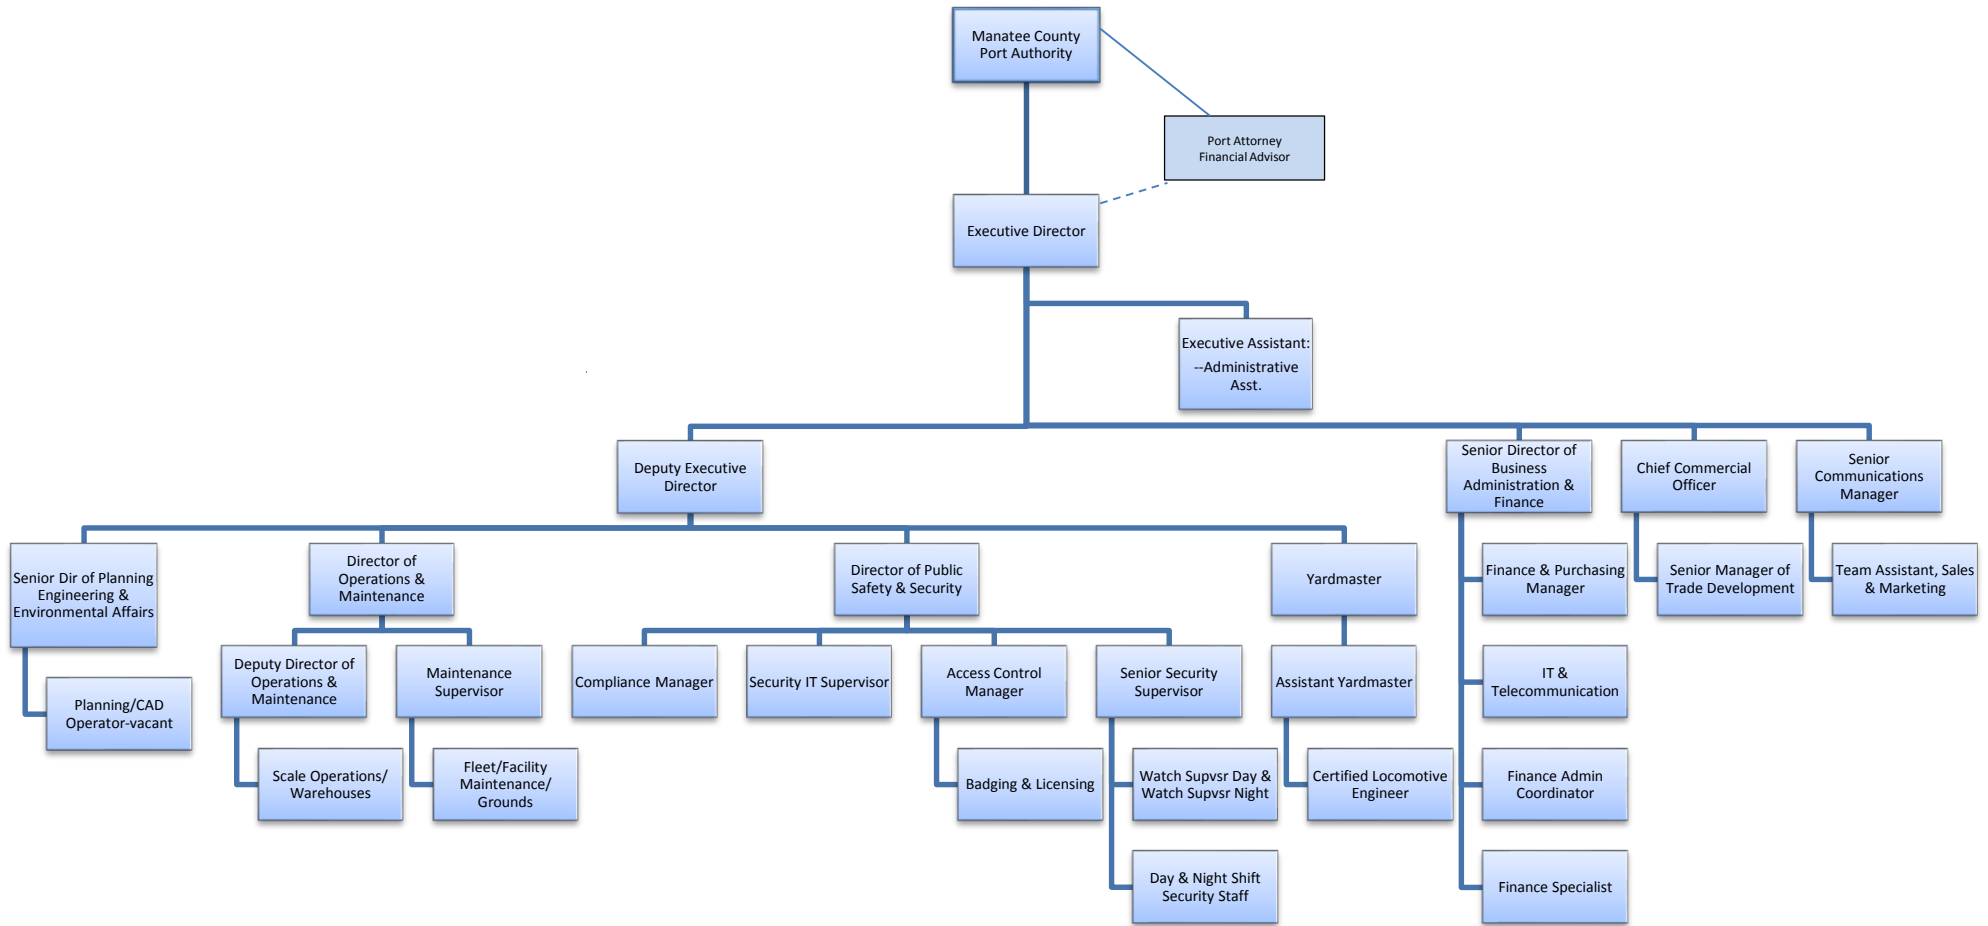 Manatee County
Port Authority
Port Attorney
Financial Advisor
Executive Director
Executive Assistant:
--Administrative
Asst.
Deputy Executive
Director
Senior Director of
Business
Administration &
Finance
Chief Commercial
Officer
Senior
Communications
Manager
Senior Dir of Planning
Engineering &
Environmental Affairs
Director of
Operations &
Maintenance
Director of Public
Safety & Security
Yardmaster
Finance & Purchasing
Manager
Senior Manager of
Trade Development
Team Assistant, Sales
& Marketing
Planning/CAD
Operator-vacant
Deputy Director of
Operations &
Maintenance
Maintenance
Supervisor
Compliance Manager
Security IT Supervisor
Access Control
Manager
Senior Security
Supervisor
Assistant Yardmaster
IT &
Telecommunication
Scale Operations/
Warehouses
Fleet/Facility
Maintenance/
Grounds
Badging & Licensing
Watch Supvsr Day &
Watch Supvsr Night
Certified Locomotive
Engineer
Finance Admin
Coordinator
Day & Night Shift
Security Staff
Finance Specialist